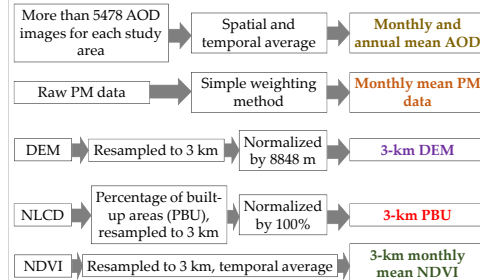 More than 5478 AOD
images for each study
area
Spatial and
temporal average
Monthly and
annual mean AOD
Raw PM data
Simple weighting
method
Monthly mean PM
data
DEM
Resampled to 3 km
Normalized
by 8848 m
3-km DEM
NLCD
Percentage of built-
up areas (PBU),
resampled to 3 km
Normalized
by 100%
3-km PBU
NDVI
Resampled to 3 km, temporal average
3-km monthly
mean NDVI